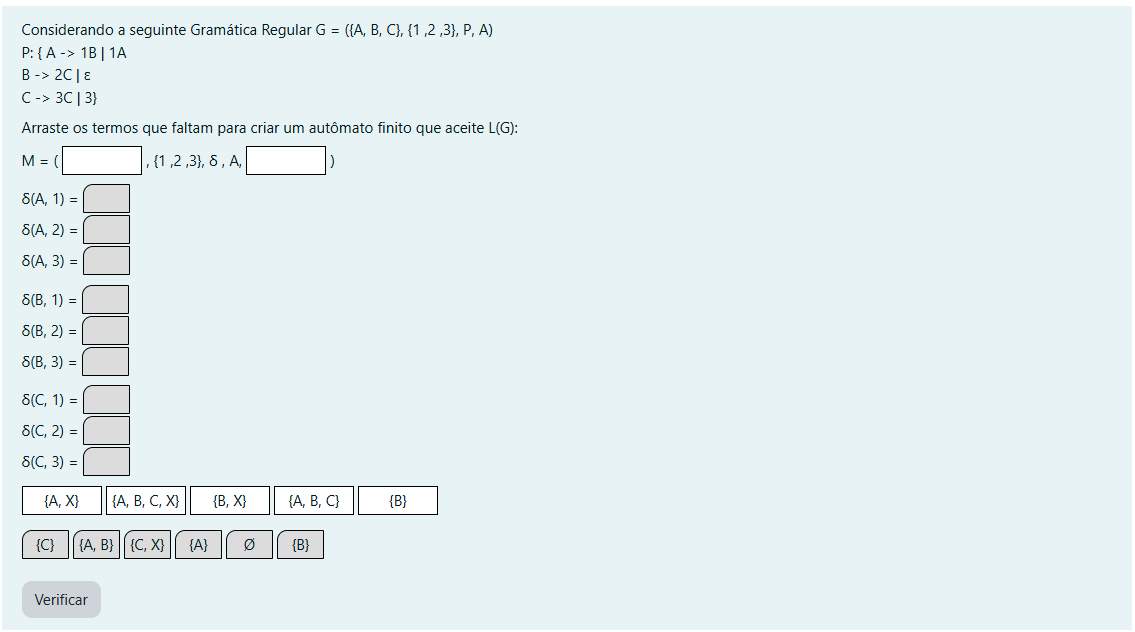 Considerando a seguinte Gramática Regular G = ({A, B, C}, {1 ,2 ,3}, P, A)
P: { A -> 1B | 1A
B -> 2C | ε
C -> 3C | 3}
Arraste os termos que faltam para criar um autômato finito que aceite L(G):
M = ( , {1 ,2 ,3}, δ , A, )
δ(A, 1) =
δ(A, 2) =
δ(A, 3) =
δ(B, 1) =
δ(B, 2) =
δ(B, 3) =
δ(C, 1) =
δ(C, 2) =
δ(C, 3) =
{A, X} {A, B, C, X} {B, X} {A, B, C} {B}
{C} {A, B} {C, X} {A} Ø {B}
Verificar